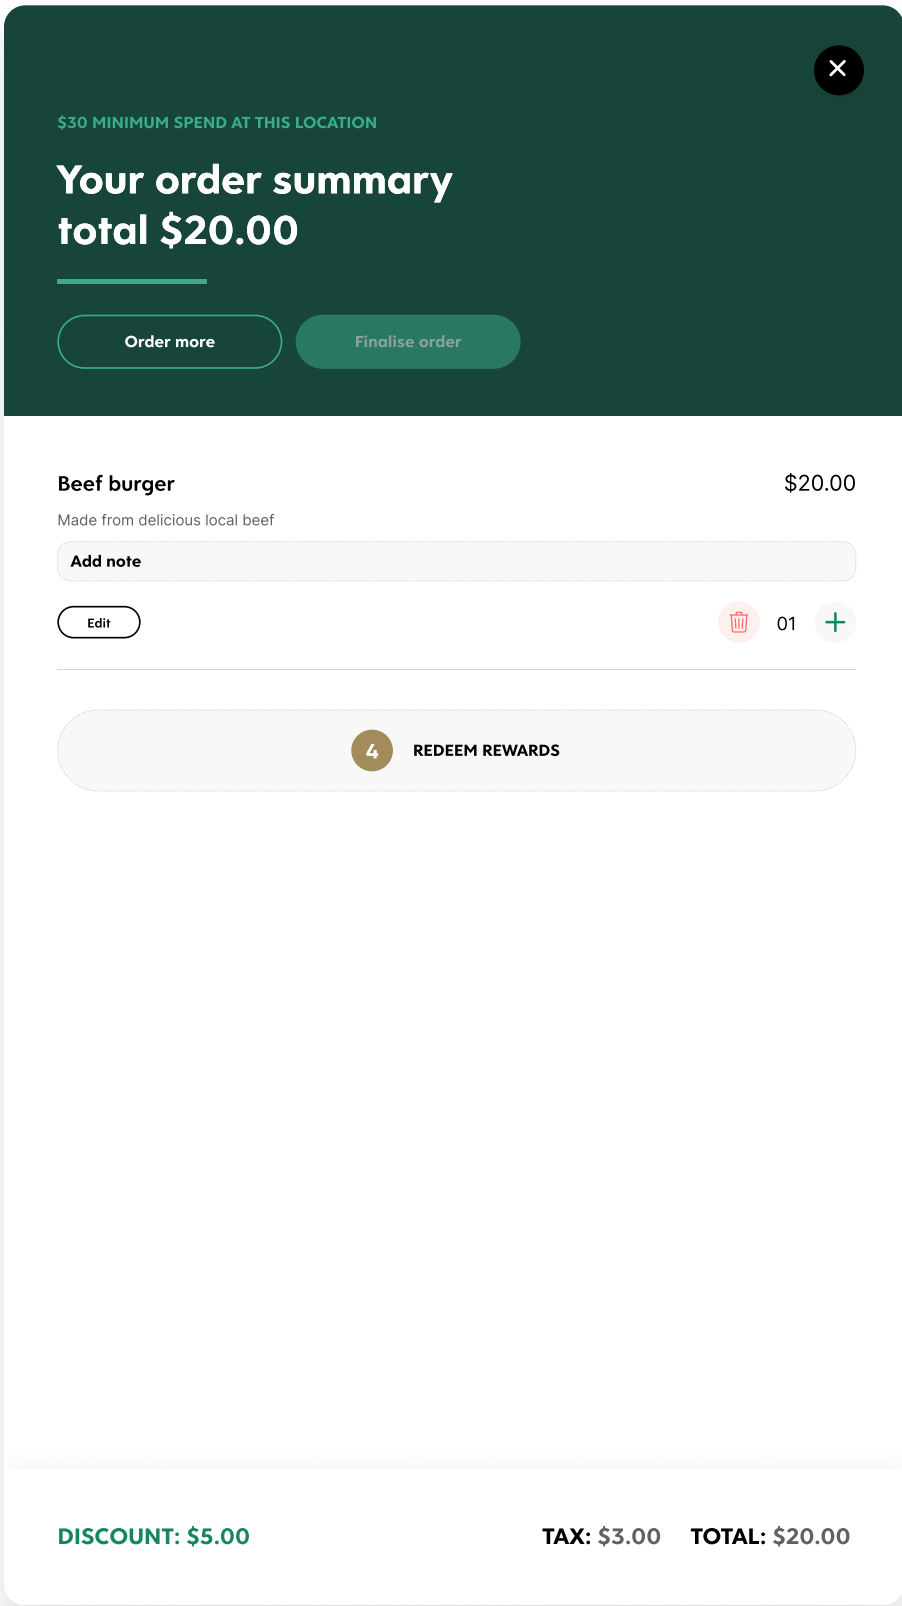 $30 MINIMUM SPEND AT THIS LOCATION
Your order summary
total $20.00
Order more
Finalise order
Beef burger
$20.00
Made from delicious local beef
Add note
Edit
01
4
REDEEM REWARDS
DISCOUNT: $5.00
TAX: $3.00
TOTAL: $20.00